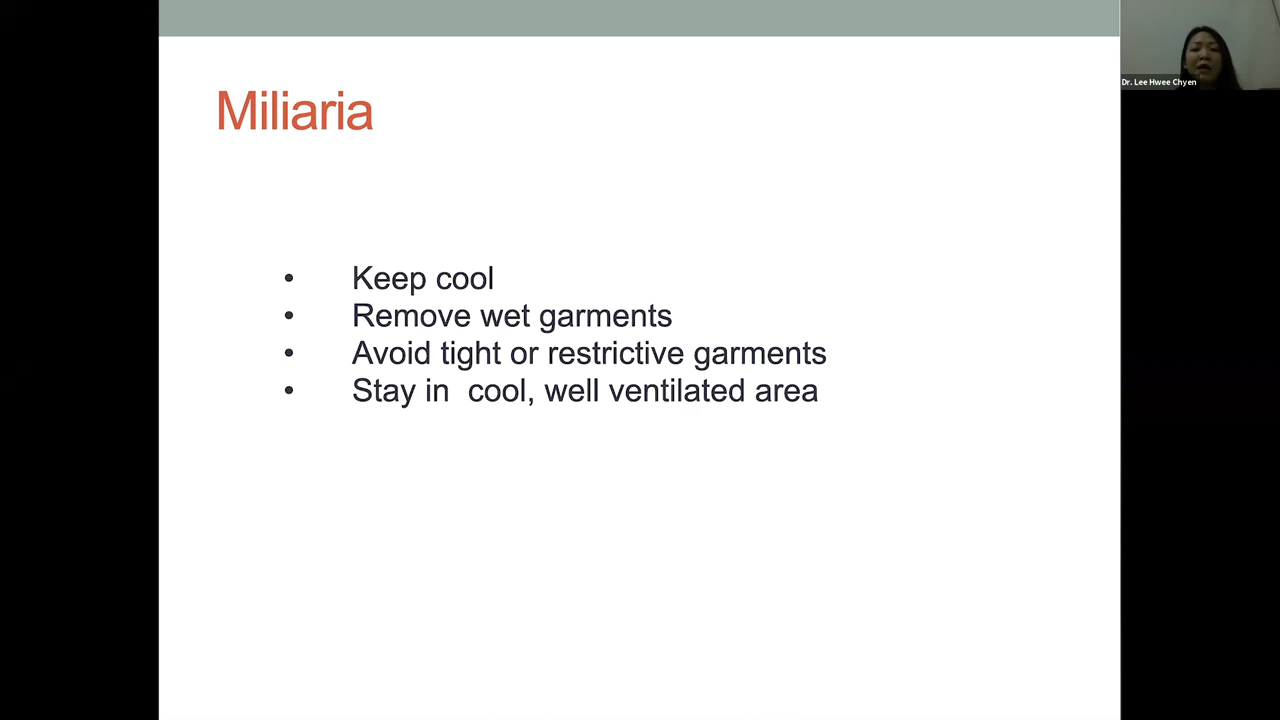 Miliaria
• Keep cool
• Remove wet garments
• Avoid tight or restrictive garments
• Stay in  cool, well ventilated area
Dr. Lee Hwee Chyen